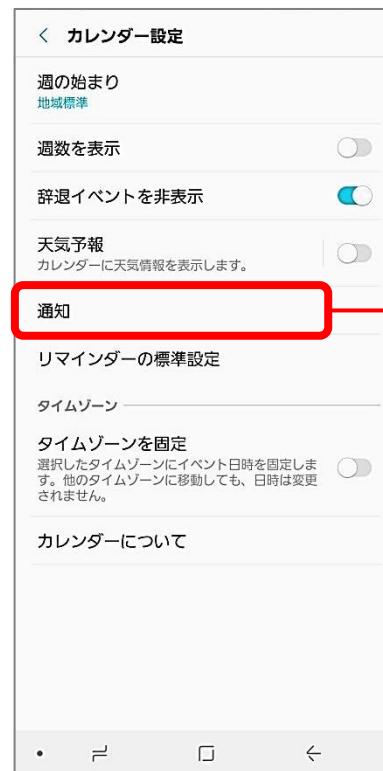 カレンダー設定
週の始まり
地域標準
週数を表示
辞退イベントを非表示
天気予報
カレンダーに天気情報を表示します。
通知
リマインダーの標準設定
タイムゾーン
タイムゾーンを固定
選択したタイムゾーンにイベント日時を固定しま
す。他のタイムゾーンに移動しても、日時は変更
されません。
カレンダーについて